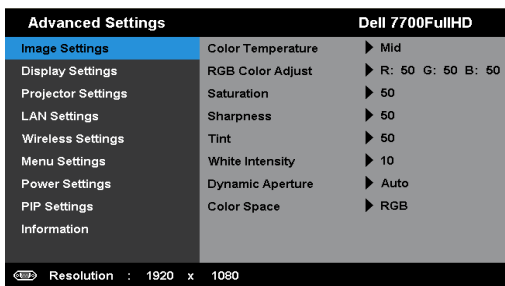 Advanced Settings Dell 7700FullHD
Image Settings Color Temperature Mid
Display Settings RGB Color Adjust R: 50 G: 50 B: 50
Projector Settings Saturation 50
LAN Settings Sharpness 50
Wireless Settings Tint 50
Menu Settings White Intensity 10
Power Settings Dynamic Aperture Auto
PIP Settings Color Space RGB
Information
Resolution : 1920 x 1080